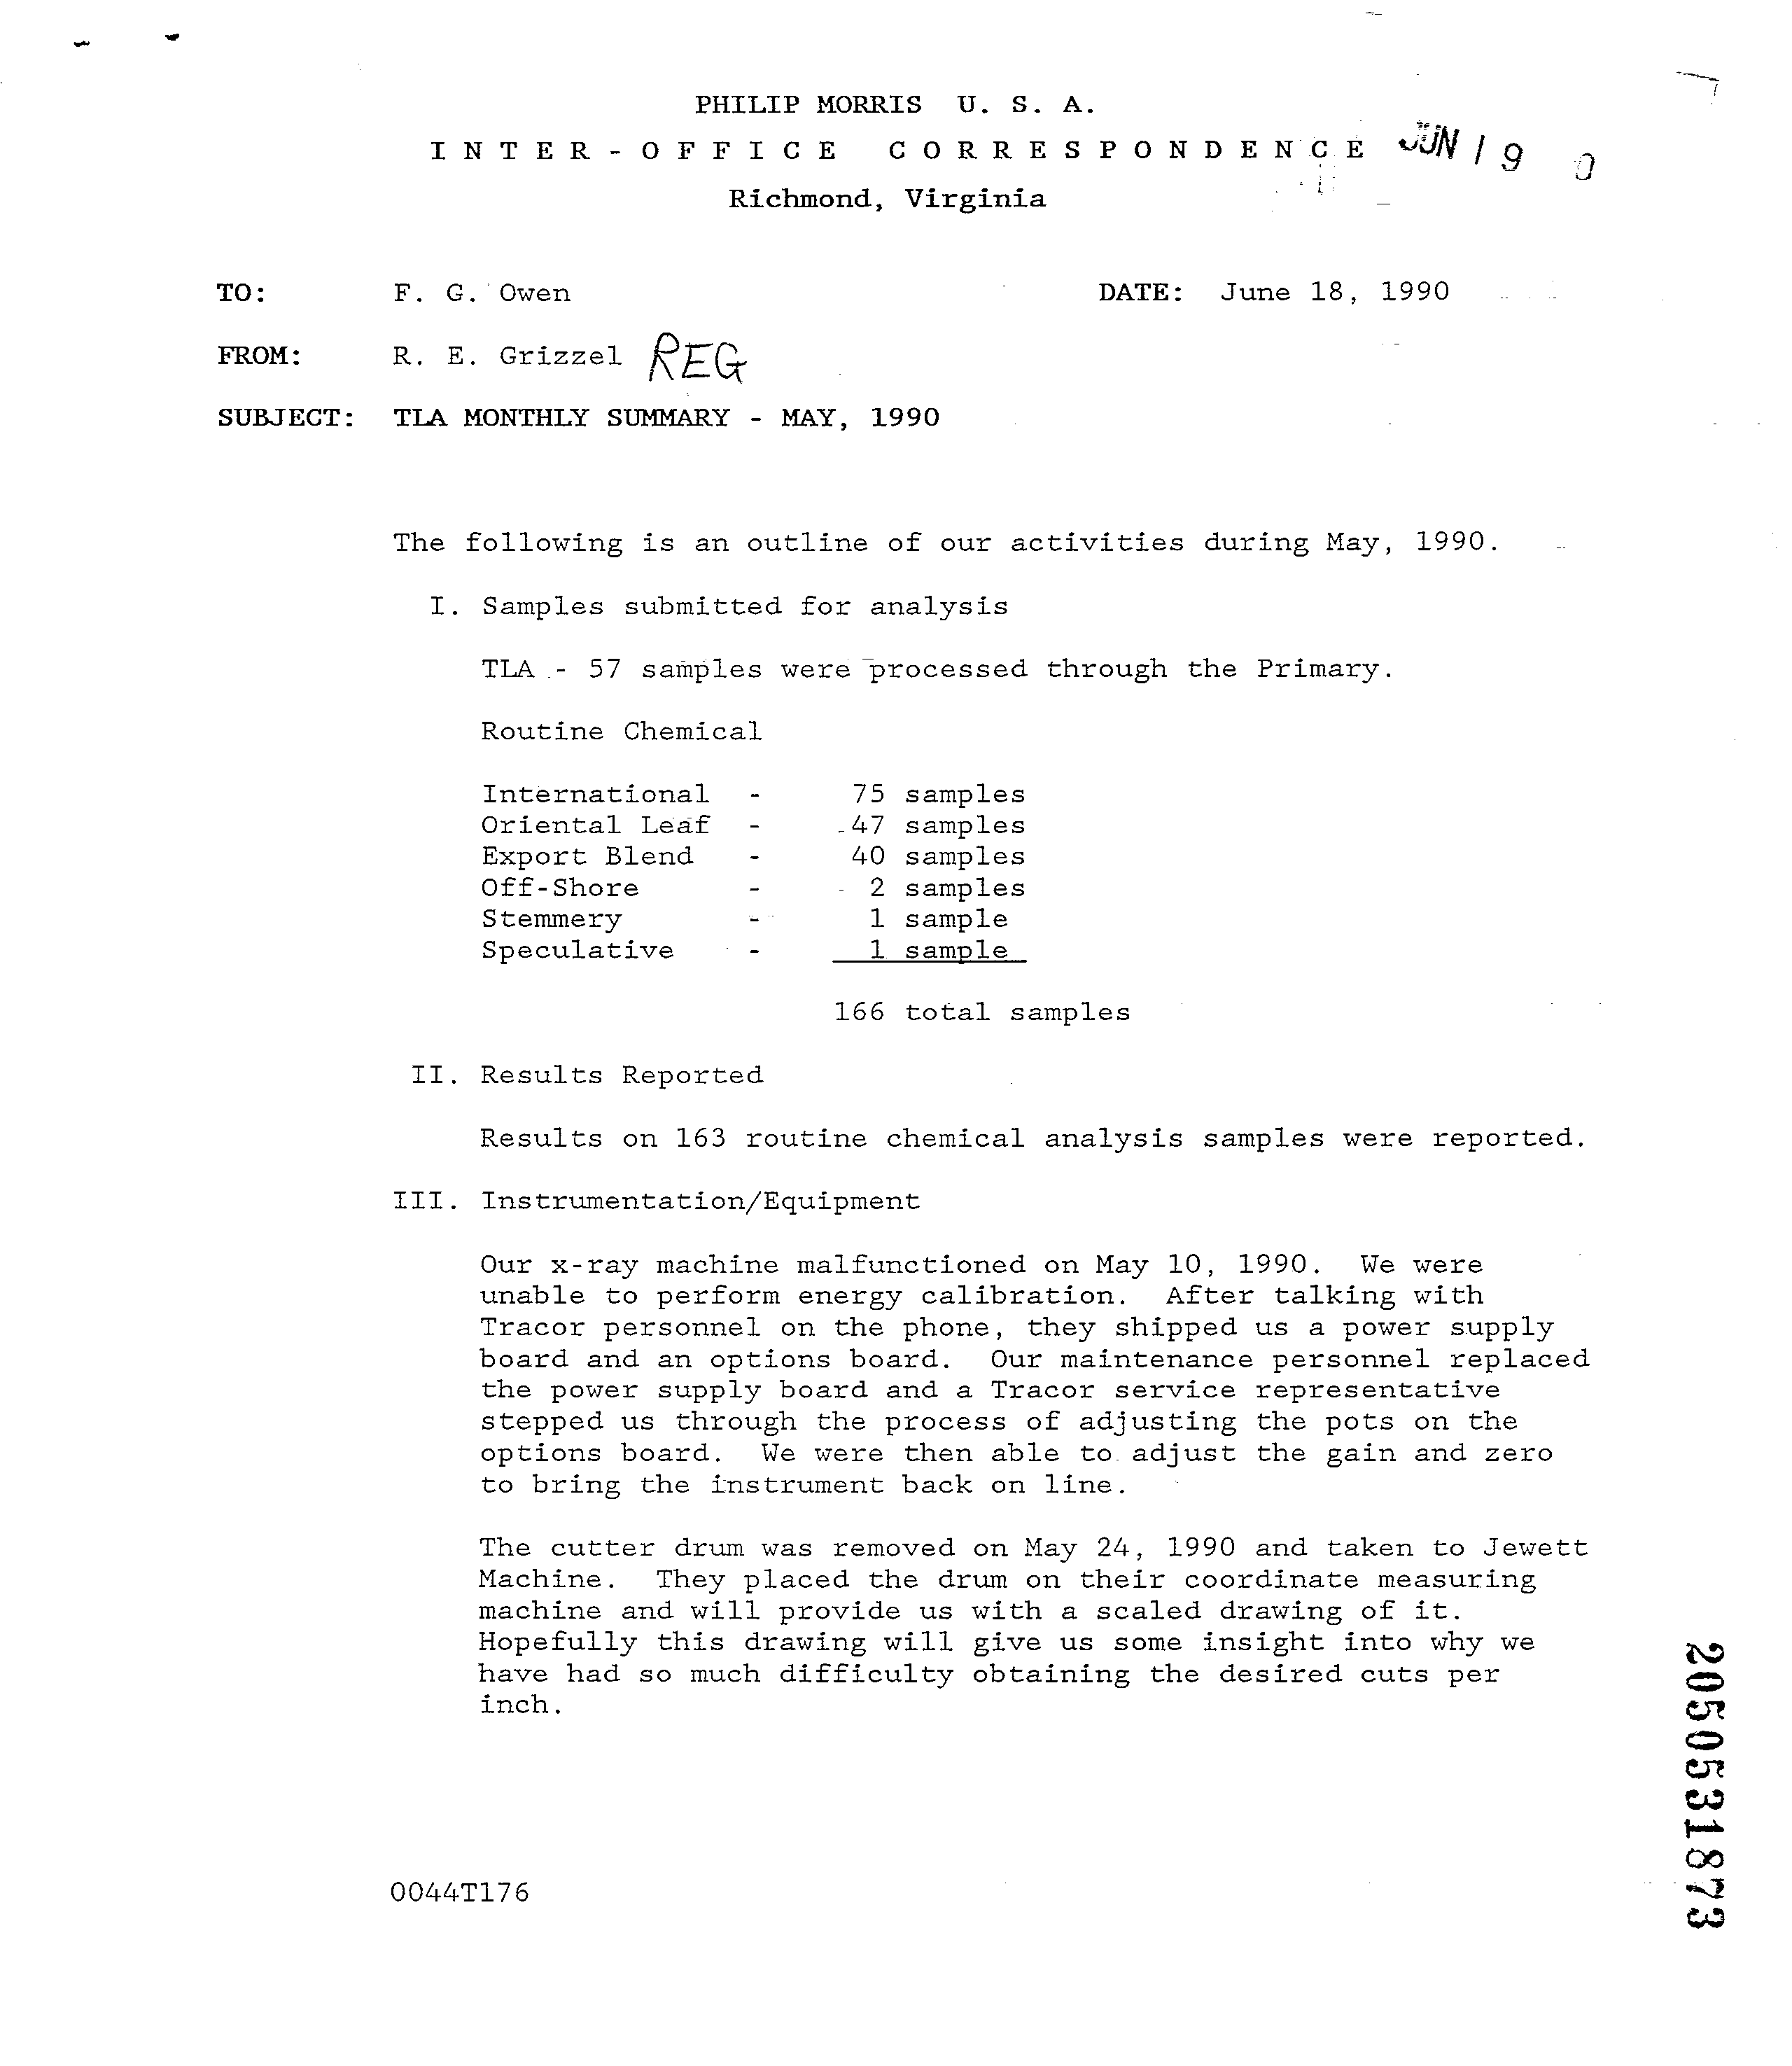 PHILIP MORRIS U. S. A.
INTER-OFFICE CORRESPONDENCE JUN 19 0
Richmond, Virginia
TO: F. G. Owen DATE: June 18, 1990
FROM: R. E. Grizzel REG
SUBJECT: TLA MONTHLY SUMMARY - MAY, 1990
The following is an outline of our activities during May, 1990.
I. Samples submitted for analysis
TLA - 57 samples were processed through the Primary.
Routine Chemical
International - 75 samples
Oriental Leaf - 47 samples
Export Blend - 40 samples
Off-Shore - 2 samples
Stemmery - 1 sample
Speculative - 1 sample
166 total samples
II. Results Reported
Results on 163 routine chemical analysis samples were reported.
III. Instrumentation/Equipment
Our x-ray machine malfunctioned on May 10, 1990. We were
unable to perform energy calibration. After talking with
Tracor personnel on the phone, they shipped us a power supply
board and an options board. Our maintenance personnel replaced
the power supply board and a Tracor service representative
stepped us through the process of adjusting the pots on the
options board. We were then able to adjust the gain and zero
to bring the instrument back on line.
The cutter drum was removed on May 24, 1990 and taken to Jewett
Machine. They placed the drum on their coordinate measuring
machine and will provide us with a scaled drawing of it.
Hopefully this drawing will give us some insight into why we
have had so much difficulty obtaining the desired cuts per
inch.
0044T176
2050531873